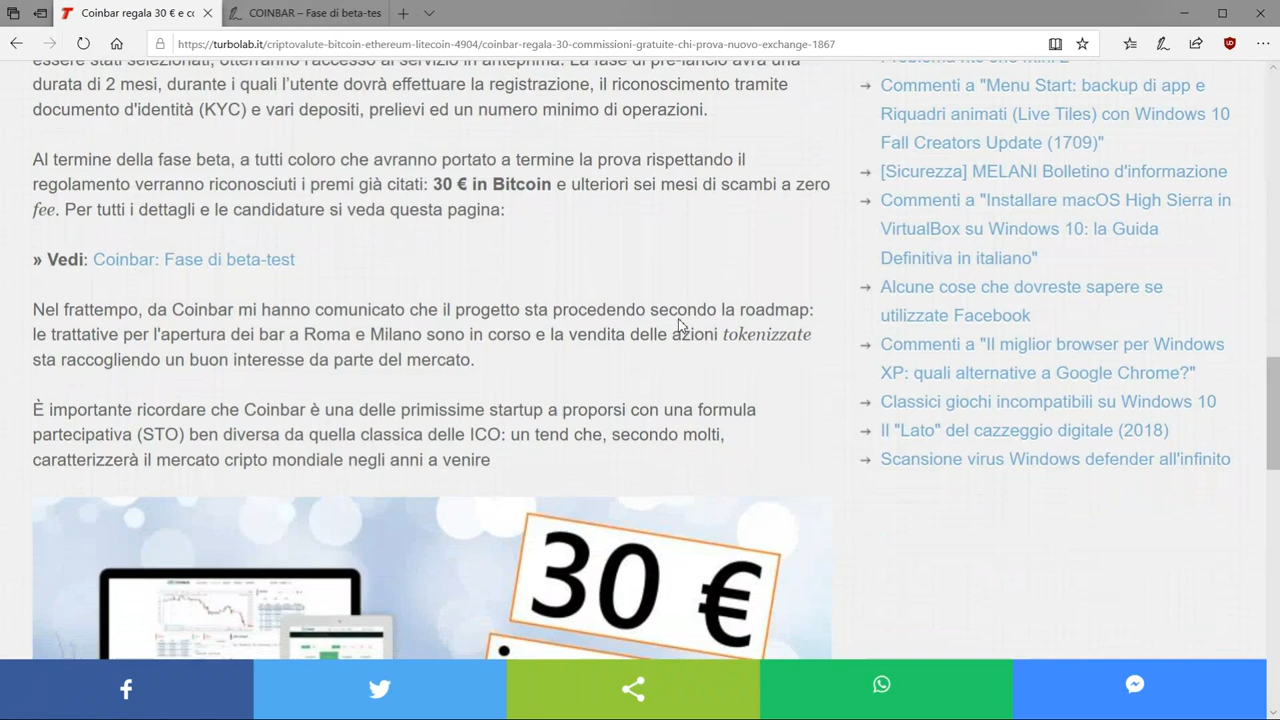 Coinbar regala 30 € e co
COINBAR – Fase di beta-tes
https://turbolab.it/criptovalute-bitcoin-ethereum-litecoin-4904/coinbar-regala-30-commissioni-gratuite-chi-prova-nuovo-exchange-1867
essere stati selezionati, otterranno l'accesso al servizio in anteprima. La fase di pre-lancio avrà una
durata di 2 mesi, durante i quali l'utente dovrà effettuare la registrazione, il riconoscimento tramite
documento d'identità (KYC) e vari depositi, prelievi ed un numero minimo di operazioni.
Al termine della fase beta, a tutti coloro che avranno portato a termine la prova rispettando il
regolamento verranno riconosciuti i premi già citati: 30 € in Bitcoin e ulteriori sei mesi di scambi a zero
fee. Per tutti i dettagli e le candidature si veda questa pagina:
» Vedi: Coinbar: Fase di beta-test
Nel frattempo, da Coinbar mi hanno comunicato che il progetto sta procedendo secondo la roadmap:
le trattative per l'apertura dei bar a Roma e Milano sono in corso e la vendita delle azioni tokenizzate
sta raccogliendo un buon interesse da parte del mercato.
È importante ricordare che Coinbar è una delle primissime startup a proporsi con una formula
partecipativa (STO) ben diversa da quella classica delle ICO: un tend che, secondo molti,
caratterizzerà il mercato cripto mondiale negli anni a venire
30 €
Commenti a "Menu Start: backup di app e
Riquadri animati (Live Tiles) con Windows 10
Fall Creators Update (1709)"
[Sicurezza] MELANI Bolletino d'informazione
Commenti a "Installare macOS High Sierra in
VirtualBox su Windows 10: la Guida
Definitiva in italiano"
Alcune cose che dovreste sapere se
utilizzate Facebook
Commenti a "Il miglior browser per Windows
XP: quali alternative a Google Chrome?"
Classici giochi incompatibili su Windows 10
Il "Lato" del cazzeggio digitale (2018)
Scansione virus Windows defender all'infinito